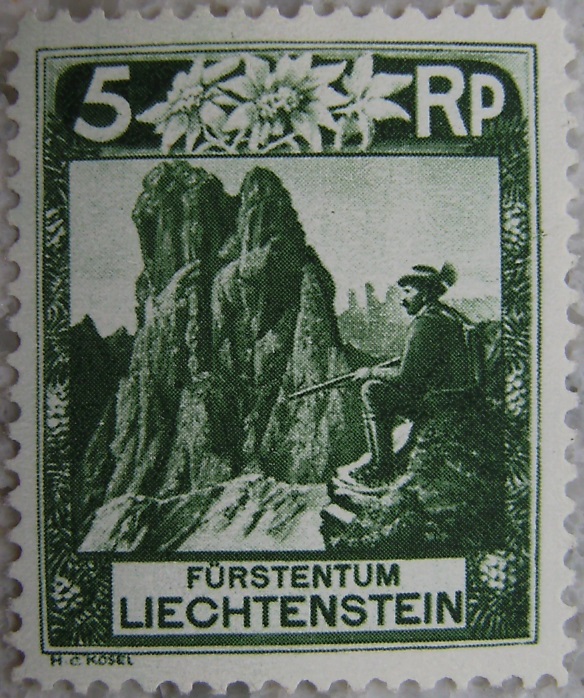 5 RP
FÜRSTENTUM
LIECHTENSTEIN
H. C. KOSEL